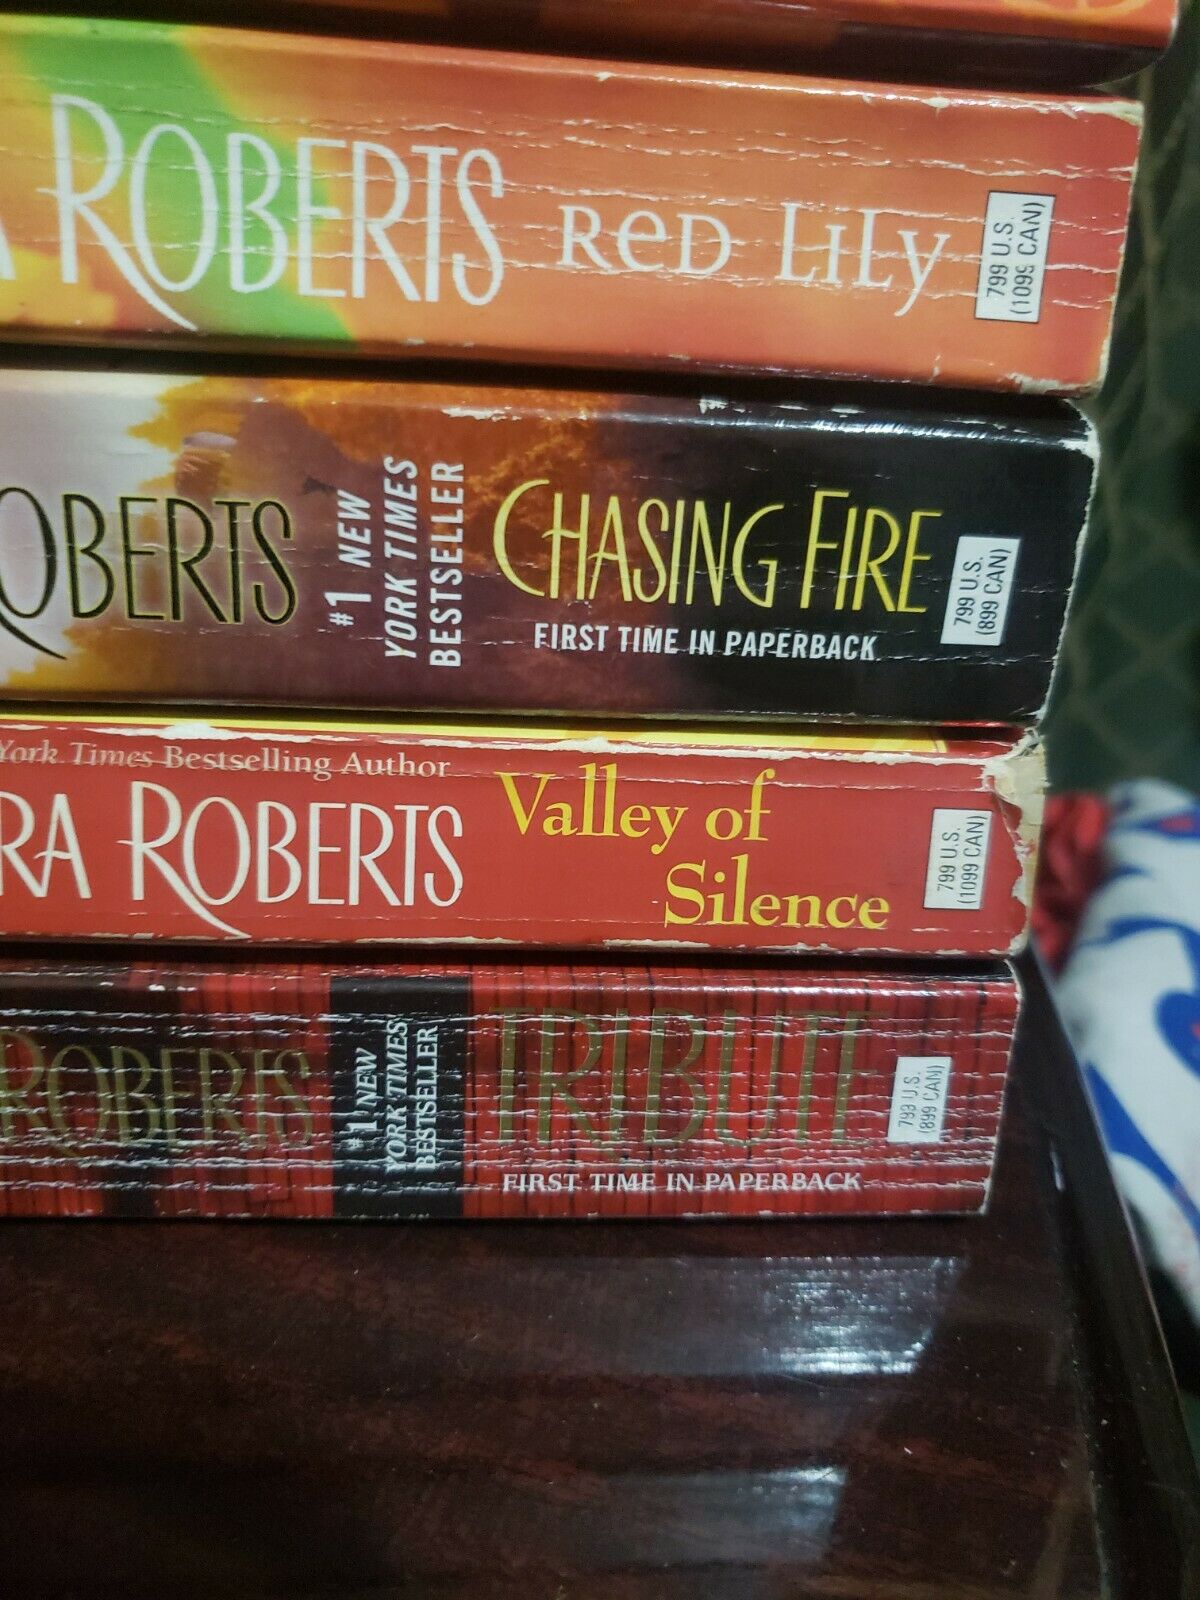 A ROBERTS RED LILY
799 U.S.
(1099 CAN)
ROBERTS
#1 NEW
YORK TIMES
BESTSELLER
CHASING FIRE
FIRST TIME IN PAPERBACK
799 U.S.
(899 CAN)
York Times Bestselling Author
RA ROBERTS
Valley of
Silence
799 U.S.
(1099 CAN)
ROBERTS
#1 NEW
YORK TIMES
BESTSELLER
TRIBUTE
FIRST TIME IN PAPERBACK
799 U.S.
(899 CAN)